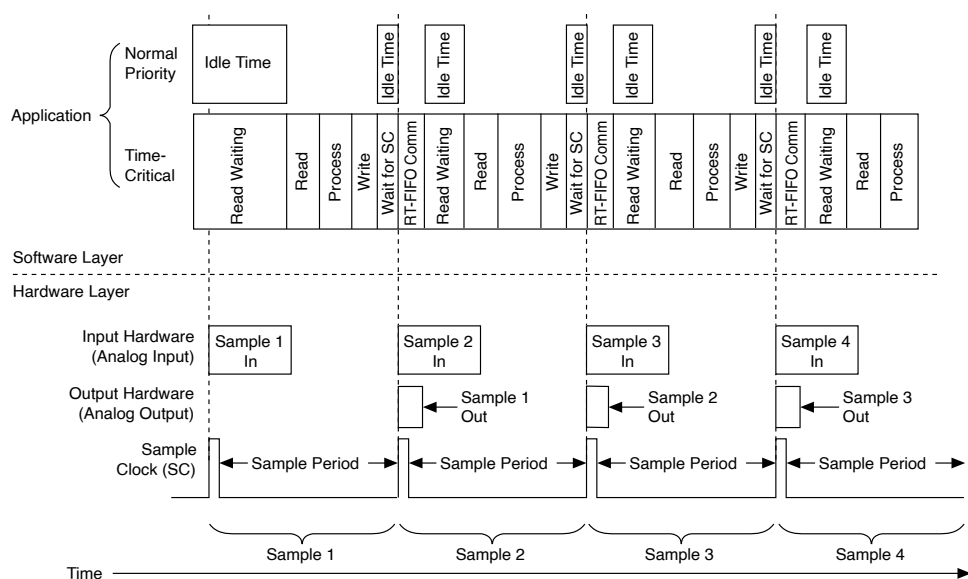 Normal
Priority
Application
Time-
Critical
Idle Time
Idle Time
Idle Time
Idle Time
Idle Time
Idle Time
Idle Time
Read Waiting
Read
Process
Write
Wait for SC
RT-FIFO Comm
Read Waiting
Read
Process
Write
Wait for SC
RT-FIFO Comm
Read Waiting
Read
Process
Write
Wait for SC
RT-FIFO Comm
Read Waiting
Read
Process
Software Layer
Hardware Layer
Input Hardware
(Analog Input)
Sample 1
In
Sample 2
In
Sample 3
In
Sample 4
In
Output Hardware
(Analog Output)
Sample 1
Out
Sample 2
Out
Sample 3
Out
Sample
Clock (SC)
Sample Period
Sample Period
Sample Period
Sample Period
Sample 1
Sample 2
Sample 3
Sample 4
Time